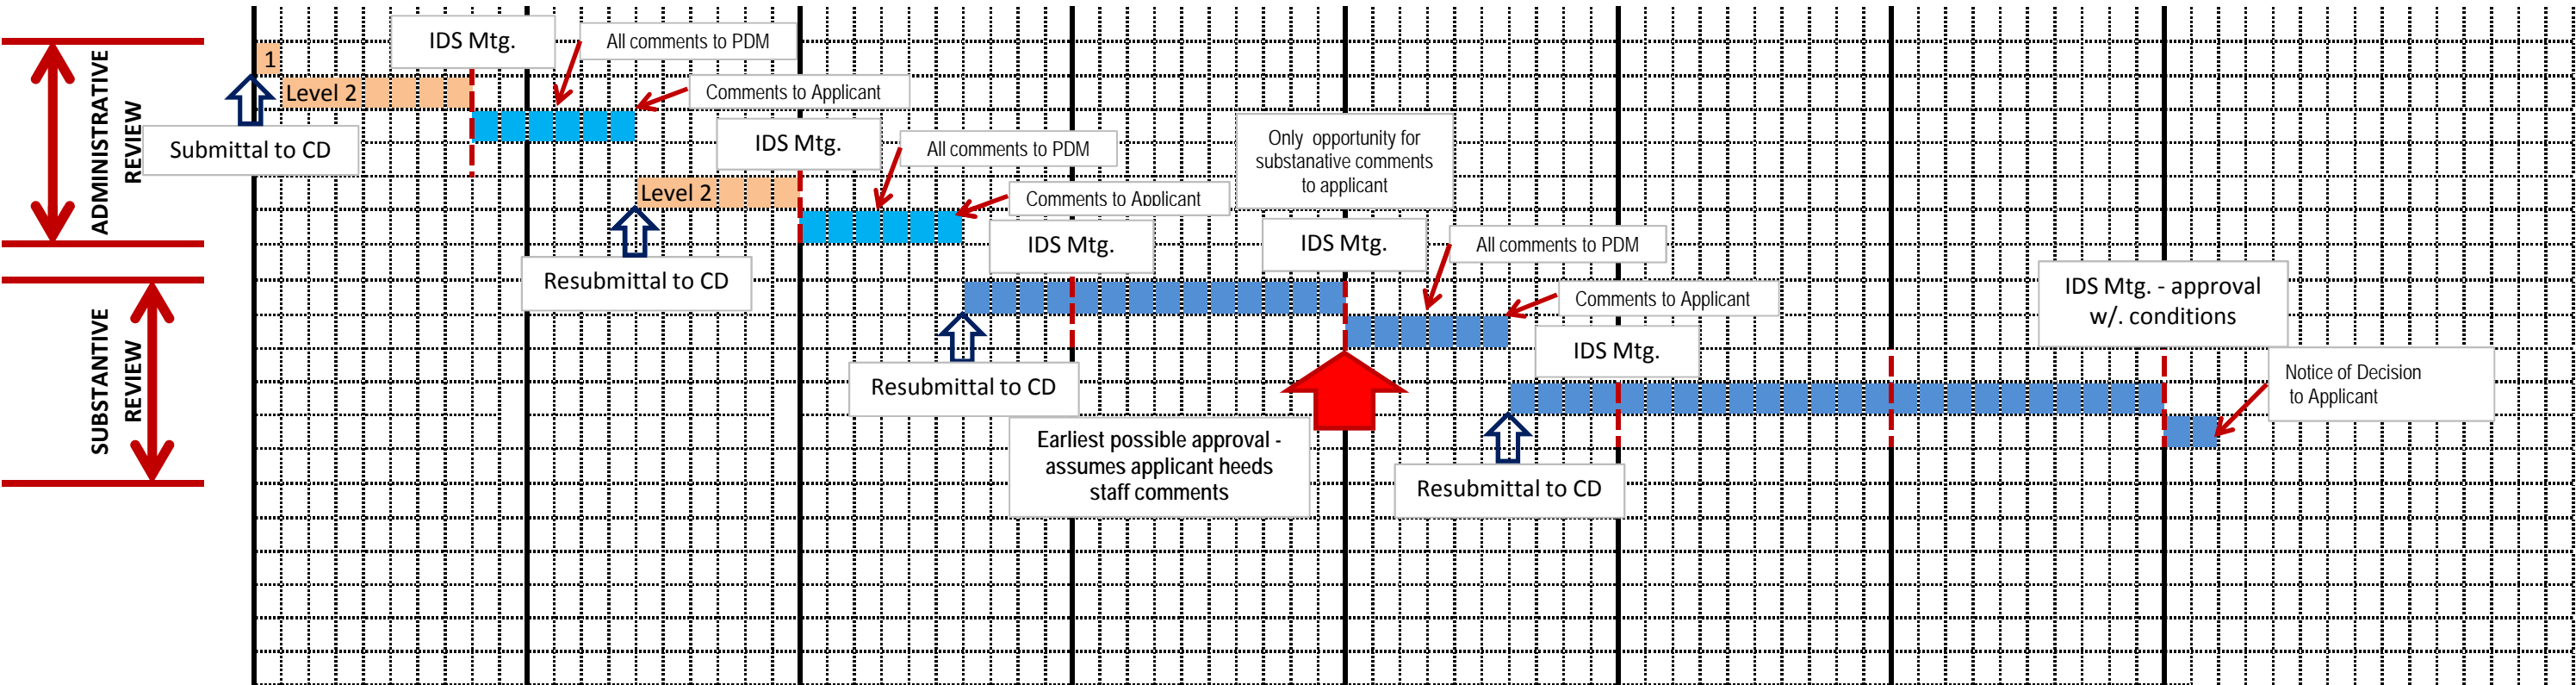 ADMINISTRATIVE
REVIEW
1
IDS Mtg.
All comments to PDM
Level 2
Comments to Applicant
Submittal to CD
IDS Mtg.
All comments to PDM
Only opportunity for
substanative comments
to applicant
Level 2
Comments to Applicant
IDS Mtg.
IDS Mtg.
All comments to PDM
Resubmittal to CD
SUBSTANTIVE
REVIEW
IDS Mtg. - approval
w/. conditions
Comments to Applicant
IDS Mtg.
Resubmittal to CD
Notice of Decision
to Applicant
Earliest possible approval -
assumes applicant heeds
staff comments
Resubmittal to CD